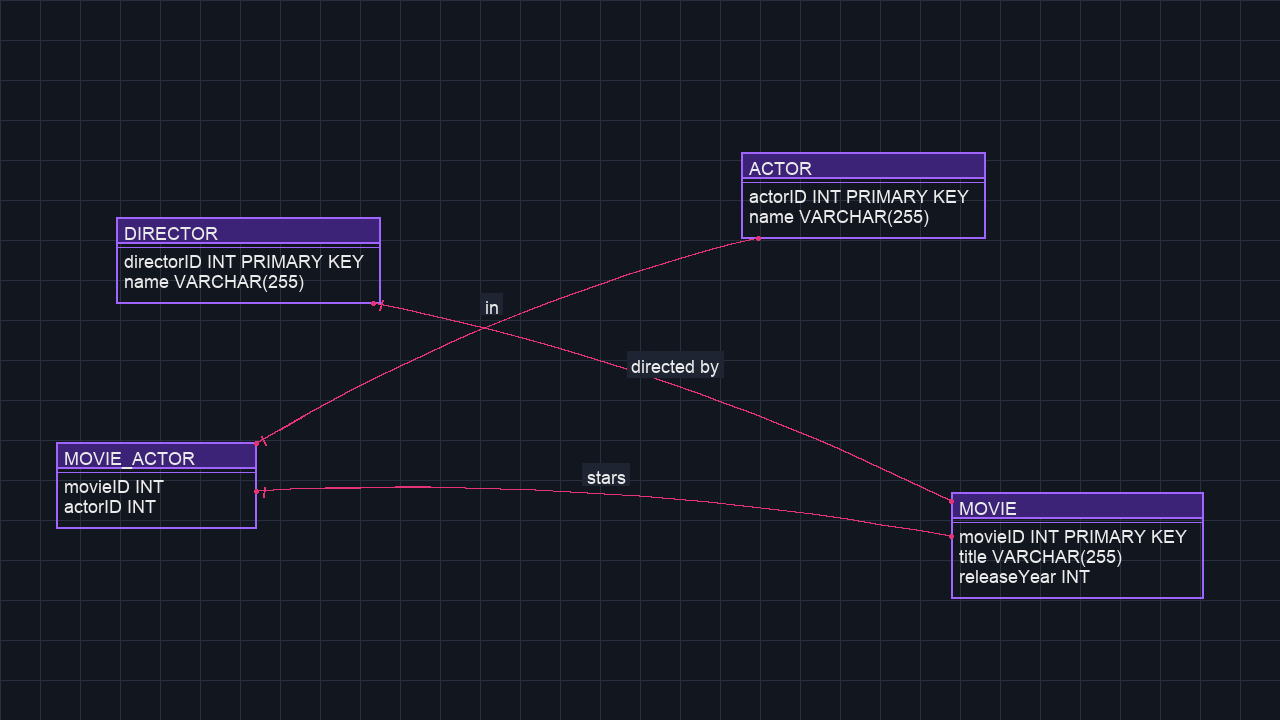 ACTOR
actorID INT PRIMARY KEY
name VARCHAR(255)
DIRECTOR
directorID INT PRIMARY KEY
name VARCHAR(255)
in
directed by
MOVIE_ACTOR
movieID INT
actorID INT
stars
MOVIE
movieID INT PRIMARY KEY
title VARCHAR(255)
releaseYear INT